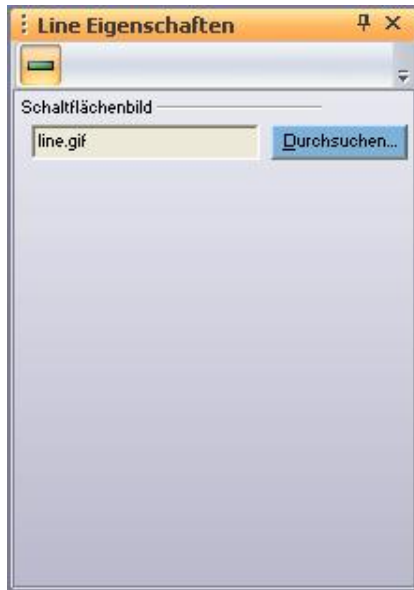 Line Eigenschaften
Schaltflächenbild
line.gif
Durchsuchen...